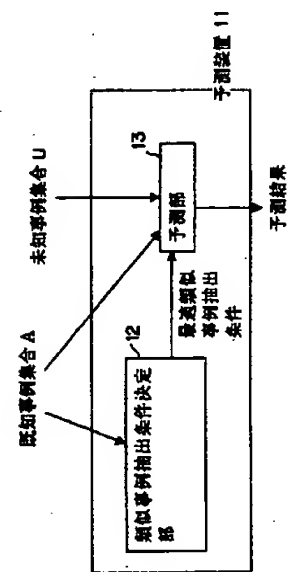 既知事例集合 A
未知事例集合 U
12
類似事例抽出条件決定
部
最適類似
事例抽出
条件
13
予測部
予測装置 11
予測結果